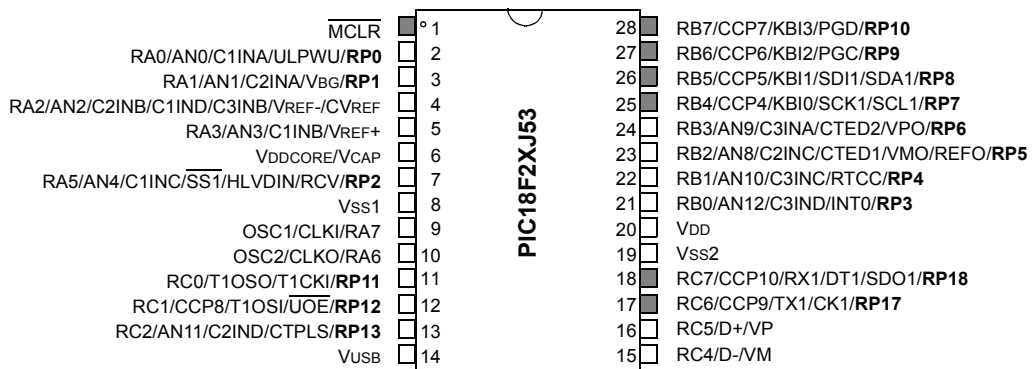 MCLR ° 1
RA0/AN0/C1INA/ULPWU/RP0 2
RA1/AN1/C2INA/VBG/RP1 3
RA2/AN2/C2INB/C1IND/C3INB/VREF-/CVREF 4
RA3/AN3/C1INB/VREF+ 5
VDDCORE/VCAP 6
RA5/AN4/C1INC/SS1/HLVDIN/RCV/RP2 7
VSS1 8
OSC1/CLKI/RA7 9
OSC2/CLKO/RA6 10
RC0/T1OSO/T1CKI/RP11 11
RC1/CCP8/T1OSI/UOE/RP12 12
RC2/AN11/C2IND/CTPLS/RP13 13
VUSB 14
PIC18F2XJ53
28 RB7/CCP7/KBI3/PGD/RP10
27 RB6/CCP6/KBI2/PGC/RP9
26 RB5/CCP5/KBI1/SDI1/SDA1/RP8
25 RB4/CCP4/KBI0/SCK1/SCL1/RP7
24 RB3/AN9/C3INA/CTED2/VPO/RP6
23 RB2/AN8/C2INC/CTED1/VMO/REFO/RP5
22 RB1/AN10/C3INC/RTCC/RP4
21 RB0/AN12/C3IND/INT0/RP3
20 VDD
19 VSS2
18 RC7/CCP10/RX1/DT1/SDO1/RP18
17 RC6/CCP9/TX1/CK1/RP17
16 RC5/D+/VP
15 RC4/D-/VM